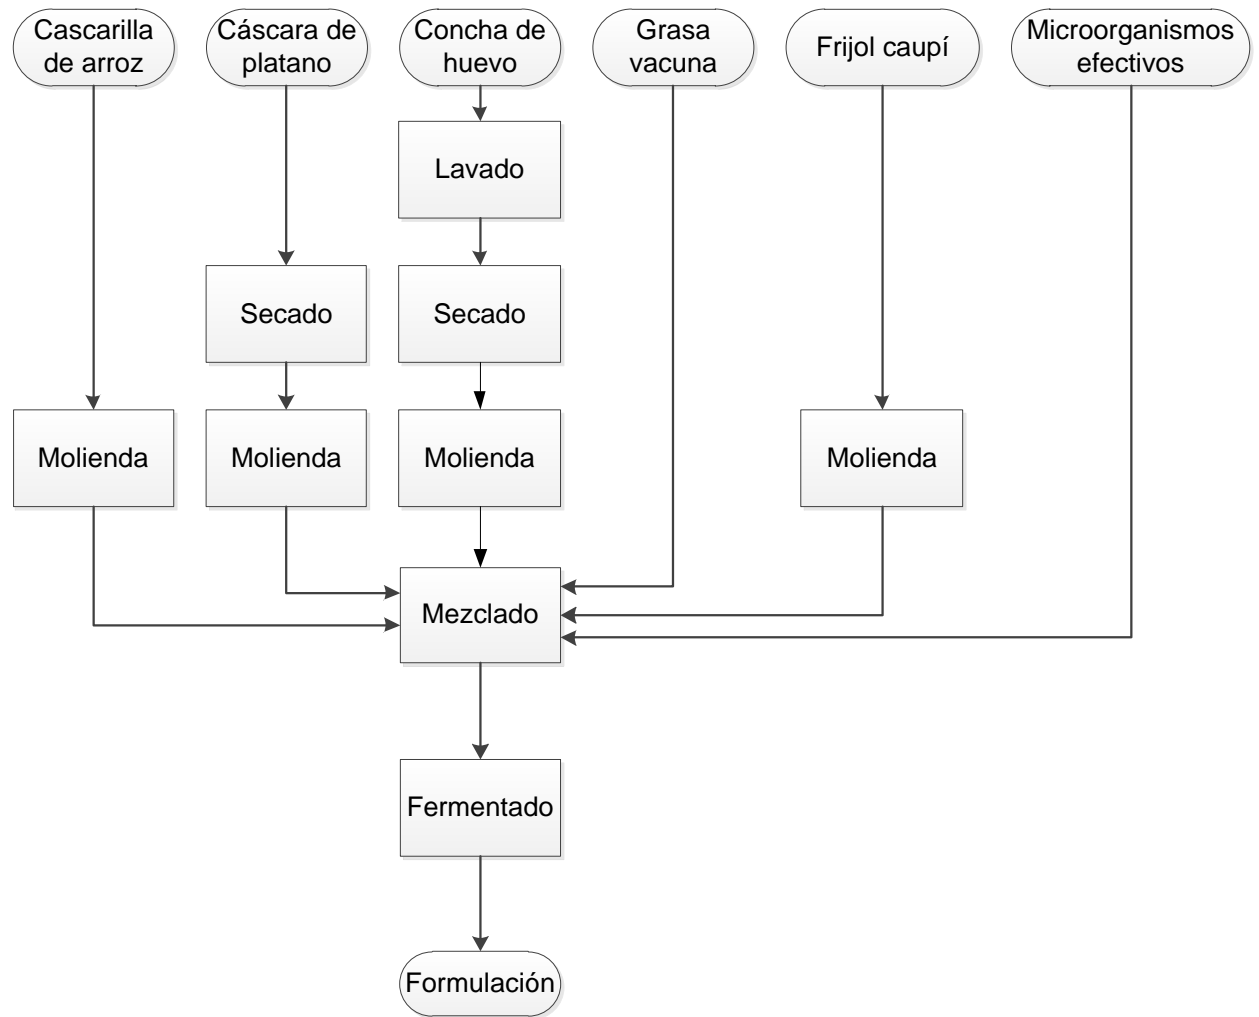 Cascarilla
de arroz
Cáscara de
platano
Concha de
huevo
Grasa
vacuna
Frijol caupí
Microorganismos
efectivos
Lavado
Secado
Secado
Molienda
Molienda
Molienda
Molienda
Mezclado
Fermentado
Formulación